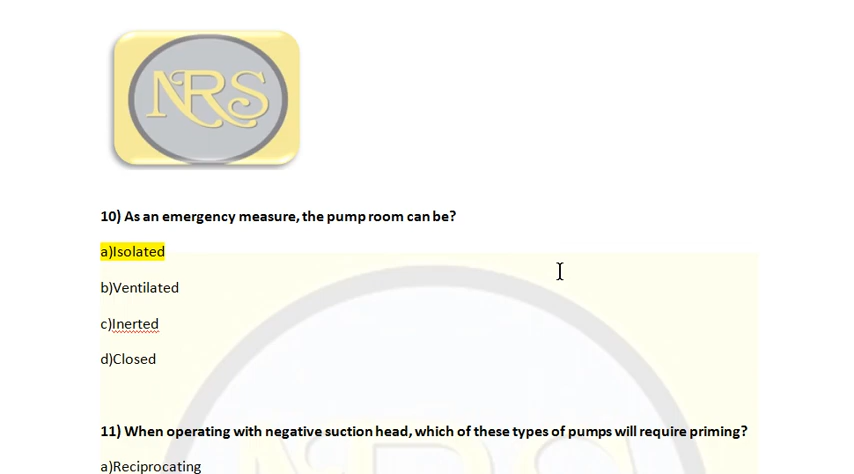 NRS
10) As an emergency measure, the pump room can be?
a)Isolated
b)Ventilated
c)Inerted
d)Closed
11) When operating with negative suction head, which of these types of pumps will require priming?
a)Reciprocating